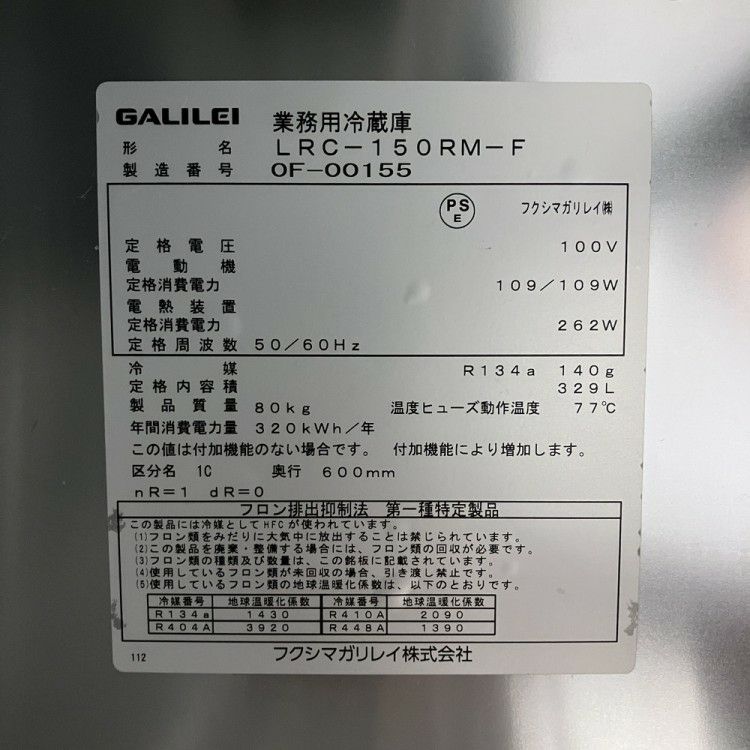 GALILEI 業務用冷蔵庫
形名 LRC-150RM-F
製造番号 0F-00155
PSE フクシマガリレイ㈱
定格電圧 100V
電動機
定格消費電力 109/109W
電熱装置
定格消費電力 262W
定格周波数 50/60Hz
冷媒 R134a 140g
定格内容積 329L
製品質量 80kg 温度ヒューズ動作温度 77℃
年間消費電力量 320kWh/年
この値は付加機能のない場合です。 付加機能により増加します。
区分名 1C 奥行 600mm
nR=1 dR=0
フロン排出抑制法 第一種特定製品
この製品には冷媒としてHFCが使われています。
(1)フロン類をみだりに大気中に放出することは禁じられています。
(2)この製品を廃棄・整備する場合には、フロン類の回収が必要です。
(3)フロン類の種類及び数量は、この銘板に記載されています。
(4)使用しているフロン類が未回収の場合、引き渡し禁止です。
(5)使用しているフロン類の地球温暖化係数は、以下のとおりです。
冷媒番号 地球温暖化係数 冷媒番号 地球温暖化係数
R134a 1430 R410A 2090
R404A 3920 R448A 1390
112 フクシマガリレイ株式会社